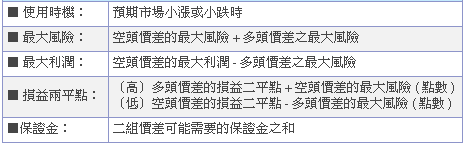 ■ 使用時機： 預期市場小漲或小跌時
■ 最大風險： 空頭價差的最大風險 + 多頭價差之最大風險
■ 最大利潤： 空頭價差的最大利潤 - 多頭價差之最大風險
■ 損益兩平點： 〔高〕多頭價差的損益二平點 + 空頭價差的最大風險 ( 點數 )
〔低〕空頭價差的損益二平點 - 多頭價差的最大風險 ( 點數 )
■保證金： 二組價差可能需要的保證金之和